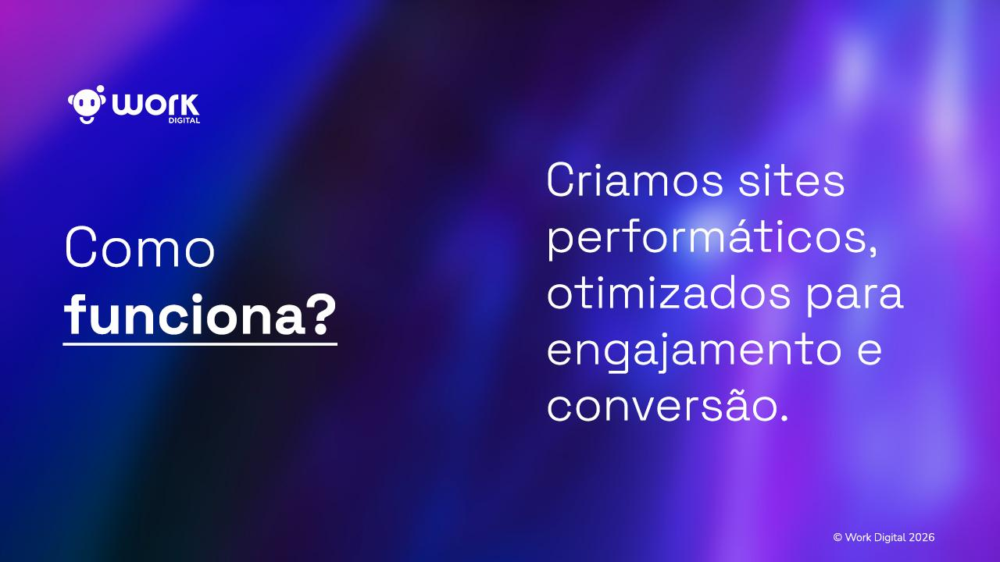 work
DIGITAL
Como
funciona?
Criamos sites
performáticos,
otimizados para
engajamento e
conversão.
© Work Digital 2026